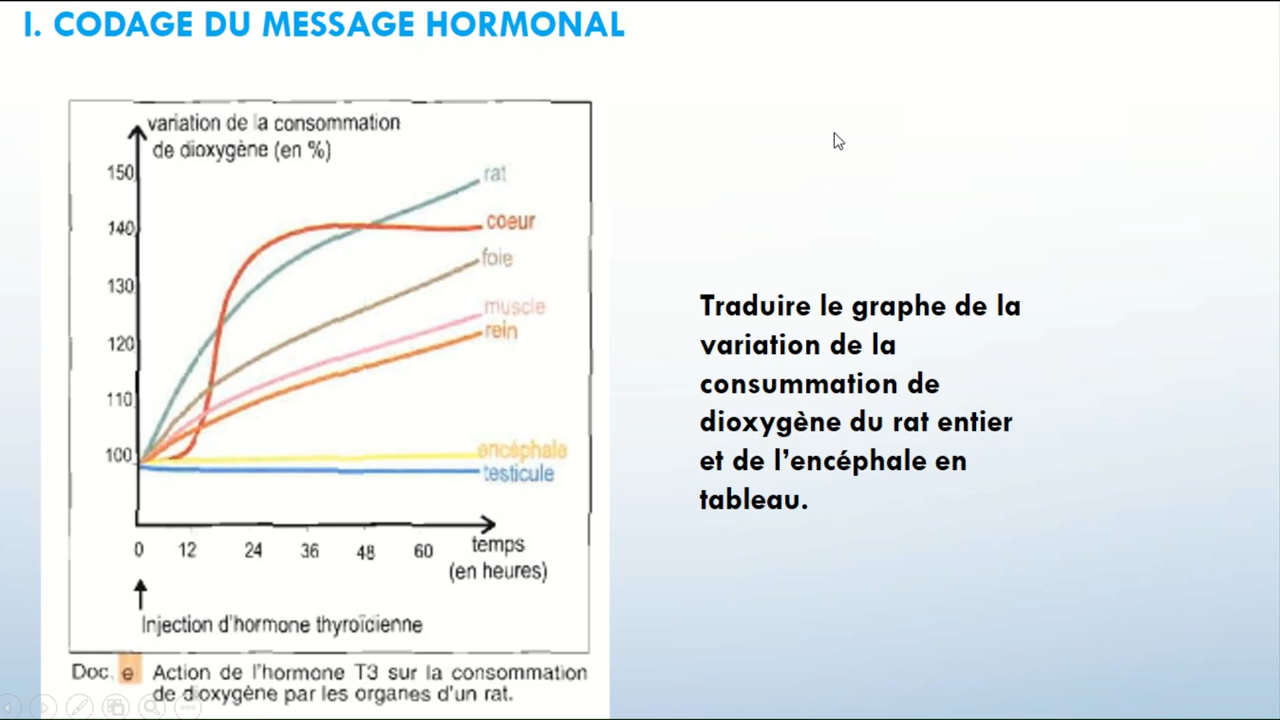 I. CODAGE DU MESSAGE HORMONAL
variation de la consommation
de dioxygène (en %)
150
140
130
120
110
100
rat
coeur
foie
muscle
rein
encéphale
testicule
0 12 24 36 48 60
temps
(en heures)
Injection d'hormone thyroïcienne
Doc. e Action de l'hormone T3 sur la consommation
de dioxygène par les organes d'un rat.
Traduire le graphe de la
variation de la
consummation de
dioxygène du rat entier
et de l'encéphale en
tableau.